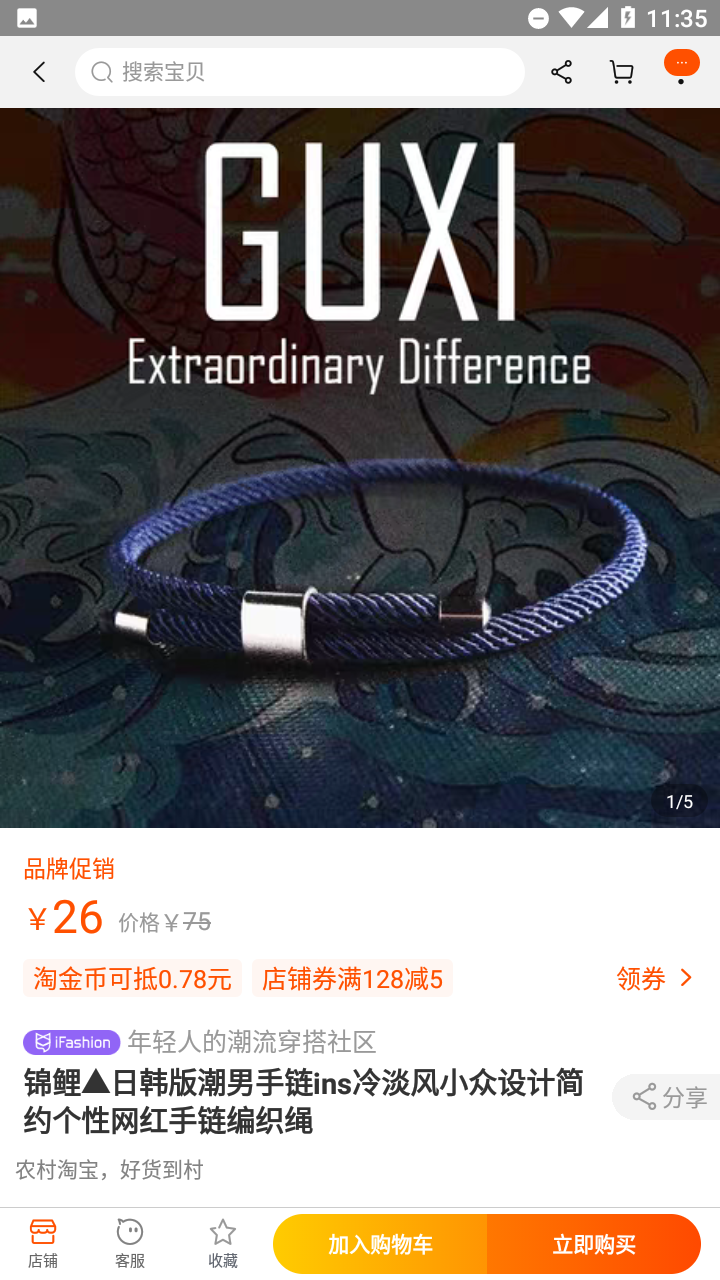 11:35
搜索宝贝
GUXI
Extraordinary Difference
1/5
品牌促销
￥26 价格￥75
淘金币可抵0.78元 店铺券满128减5 领券
iFashion 年轻人的潮流穿搭社区
锦鲤▲日韩版潮男手链ins冷淡风小众设计简
约个性网红手链编织绳
分享
农村淘宝，好货到村
店铺 客服 收藏 加入购物车 立即购买